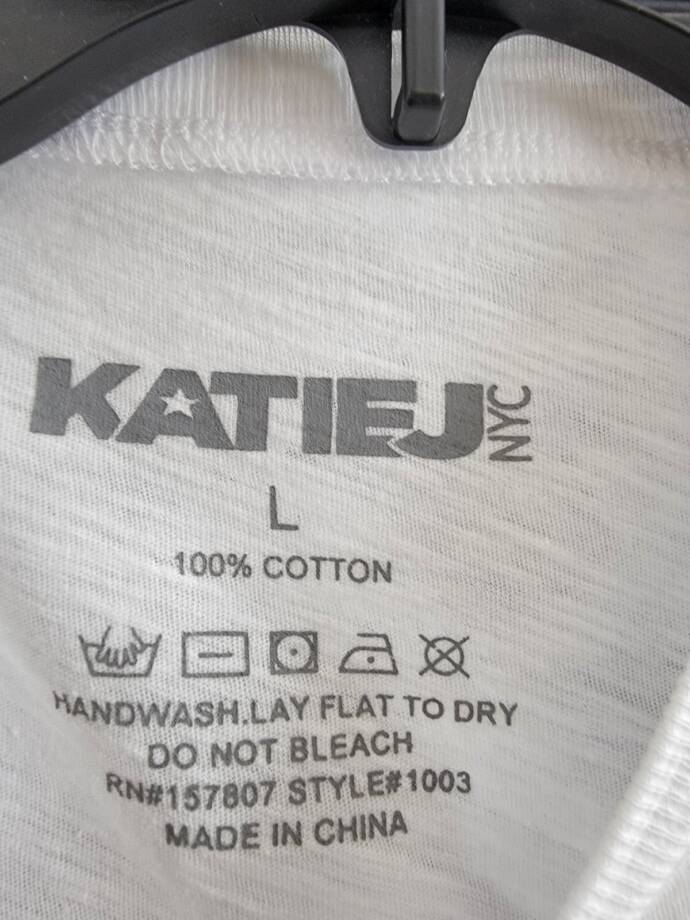 KATIEJ NYC
L
100% COTTON
HANDWASH.LAY FLAT TO DRY
DO NOT BLEACH
RN#157807 STYLE#1003
MADE IN CHINA